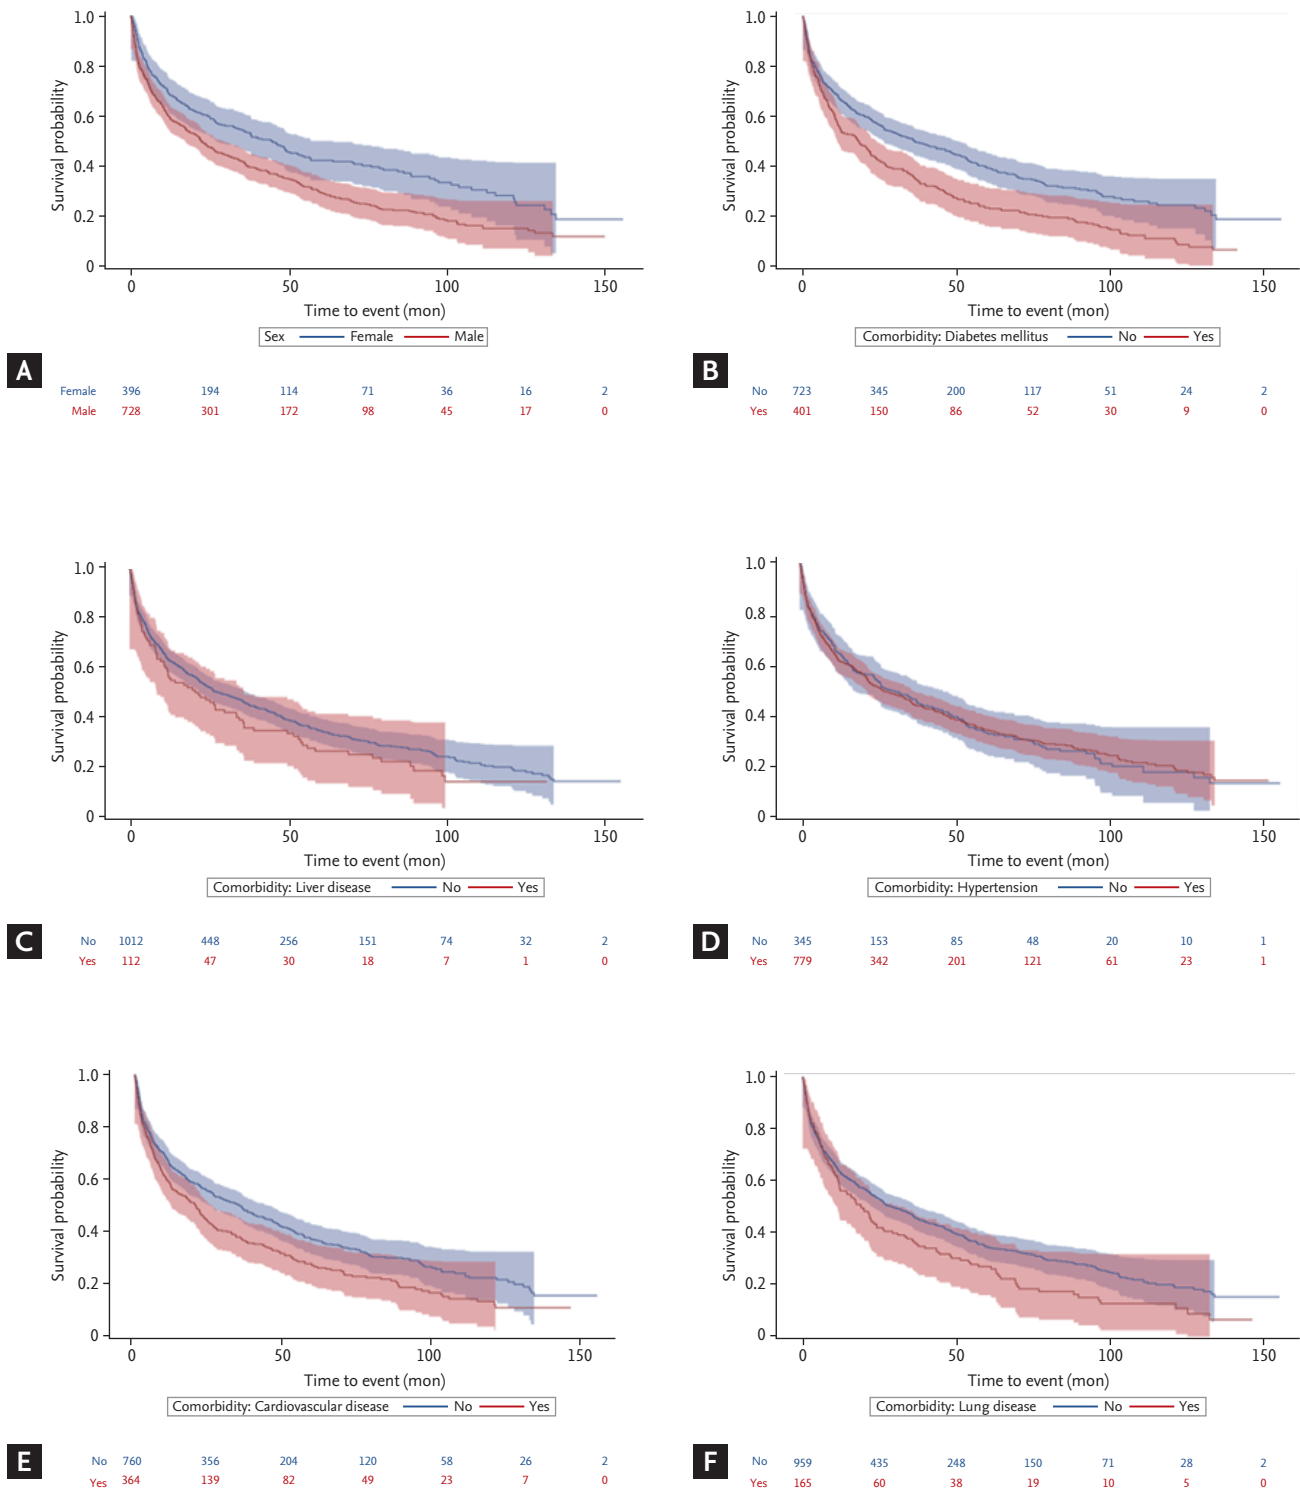 1.0
0.8
0.6
0.4
0.2
0
Survival probability
0 50 100 150
Time to event (mon)
Sex Female Male
A
Female 396 194 114 71 36 16 2
Male 728 301 172 98 45 17 0
1.0
0.8
0.6
0.4
0.2
0
Survival probability
0 50 100 150
Time to event (mon)
Comorbidity: Diabetes mellitus No Yes
B
No 723 345 200 117 51 24 2
Yes 401 150 86 52 30 9 0
1.0
0.8
0.6
0.4
0.2
0
Survival probability
0 50 100 150
Time to event (mon)
Comorbidity: Liver disease No Yes
C
No 1012 448 256 151 74 32 2
Yes 112 47 30 18 7 1 0
1.0
0.8
0.6
0.4
0.2
0
Survival probability
0 50 100 150
Time to event (mon)
Comorbidity: Hypertension No Yes
D
No 345 153 85 48 20 10 1
Yes 779 342 201 121 61 23 1
1.0
0.8
0.6
0.4
0.2
0
Survival probability
0 50 100 150
Time to event (mon)
Comorbidity: Cardiovascular disease No Yes
E
No 760 356 204 120 58 26 2
Yes 364 139 82 49 23 7 0
1.0
0.8
0.6
0.4
0.2
0
Survival probability
0 50 100 150
Time to event (mon)
Comorbidity: Lung disease No Yes
F
No 959 435 248 150 71 28 2
Yes 165 60 38 19 10 5 0